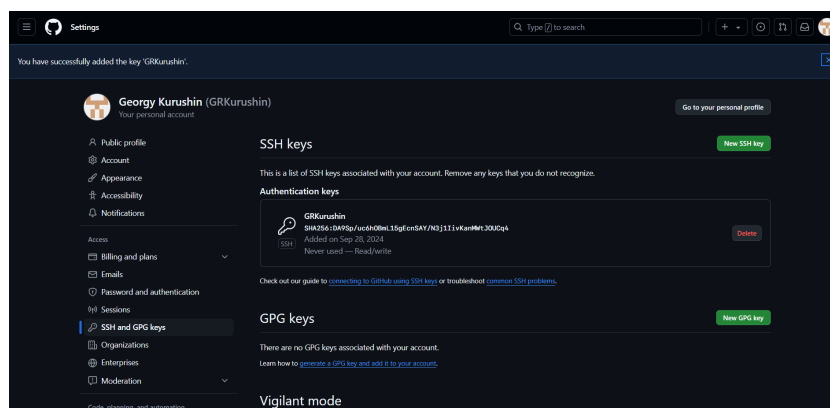 Settings
Type / to search
You have successfully added the key 'GRKurushin'.
Georgy Kurushin (GRKurushin)
Your personal account
Go to your personal profile
Public profile
Account
Appearance
Accessibility
Notifications
Access
Billing and plans
Emails
Password and authentication
Sessions
SSH and GPG keys
Organizations
Enterprises
Moderation
Code, planning, and automation
SSH keys
New SSH key
This is a list of SSH keys associated with your account. Remove any keys that you do not recognize.
Authentication keys
GRKurushin
SHA256:DA9Sp/uc6hOBmL15gEcnSAY/N3j1IivKanMWtJOUCq4
SSH
Added on Sep 28, 2024
Never used — Read/write
Delete
Check out our guide to connecting to GitHub using SSH keys or troubleshoot common SSH problems.
GPG keys
New GPG key
There are no GPG keys associated with your account.
Learn how to generate a GPG key and add it to your account.
Vigilant mode